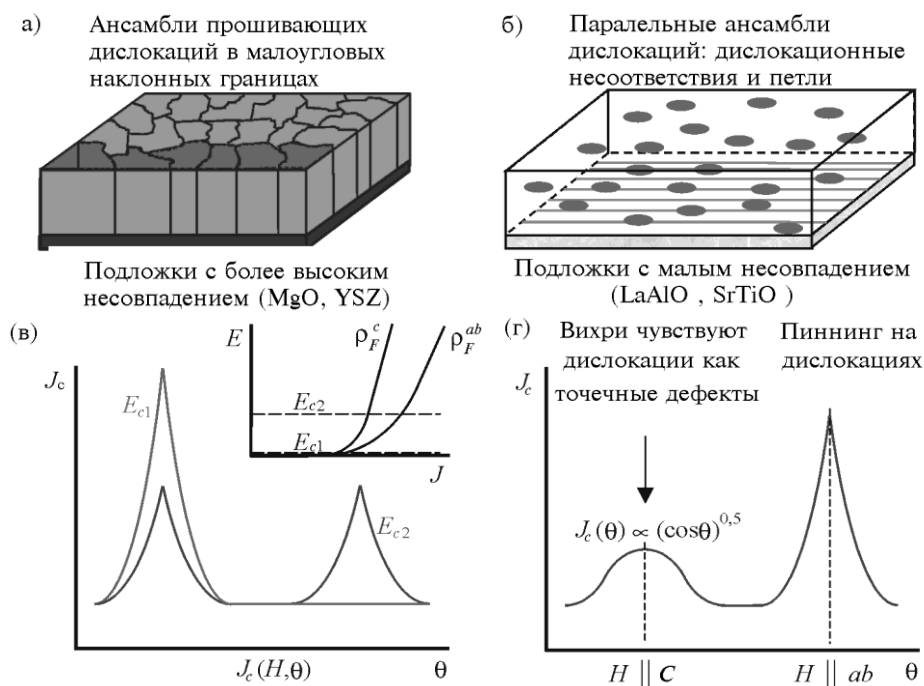 а)
Ансамбли прошивающих
дислокаций в малоугловых
наклонных границах
б)
Паралельные ансамбли
дислокаций: дислокационные
несоответствия и петли
Подложки с более высоким
несовпадением (MgO, YSZ)
Подложки с малым несовпадением
(LaAlO , SrTiO )
(в)
E
ρ_F^c
ρ_F^ab
J_c
E_c1
E_c2
E_c1
J
E_c2
J_c(H,θ)
θ
(г)
Вихри чувствуют
дислокации как
точечные дефекты
Пиннинг на
дислокациях
J_c
J_c(θ) ∝ (cosθ)^0,5
H || C
H || ab
θ